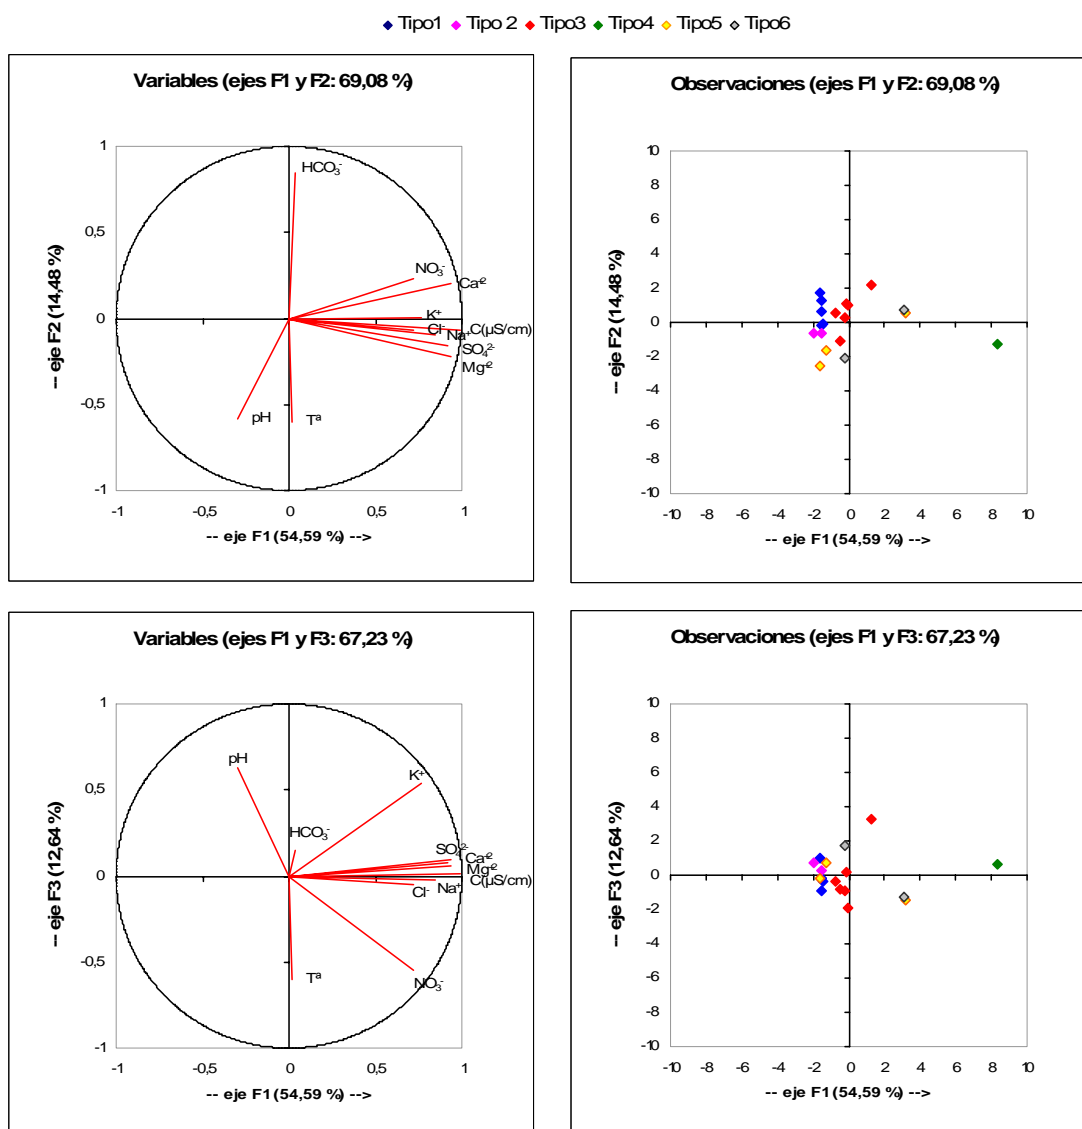 Tipo1 Tipo 2 Tipo3 Tipo4 Tipo5 Tipo6
Variables (ejes F1 y F2: 69,08 %)
1
0,5
0
-0,5
-1
-1 -0,5 0 0,5 1
-- eje F2 (14,48 %)
-- eje F1 (54,59 %) -->
HCO₃⁻
NO₃⁻
Ca⁺²
K⁺
Cl⁻
C(µS/cm)
Na⁺
SO₄²⁻
Mg⁺²
pH
Tª
Observaciones (ejes F1 y F2: 69,08 %)
10
8
6
4
2
0
-2
-4
-6
-8
-10
-10 -8 -6 -4 -2 0 2 4 6 8 10
-- eje F2 (14,48 %)
-- eje F1 (54,59 %) -->
Variables (ejes F1 y F3: 67,23 %)
1
0,5
0
-0,5
-1
-1 -0,5 0 0,5 1
-- eje F3 (12,64 %)
-- eje F1 (54,59 %) -->
pH
K⁺
HCO₃⁻
SO₄²⁻
Ca⁺²
Mg⁺²
C(µS/cm)
Na⁺
Cl⁻
Tª
NO₃⁻
Observaciones (ejes F1 y F3: 67,23 %)
10
8
6
4
2
0
-2
-4
-6
-8
-10
-10 -8 -6 -4 -2 0 2 4 6 8 10
-- eje F3 (12,64 %)
-- eje F1 (54,59 %) -->